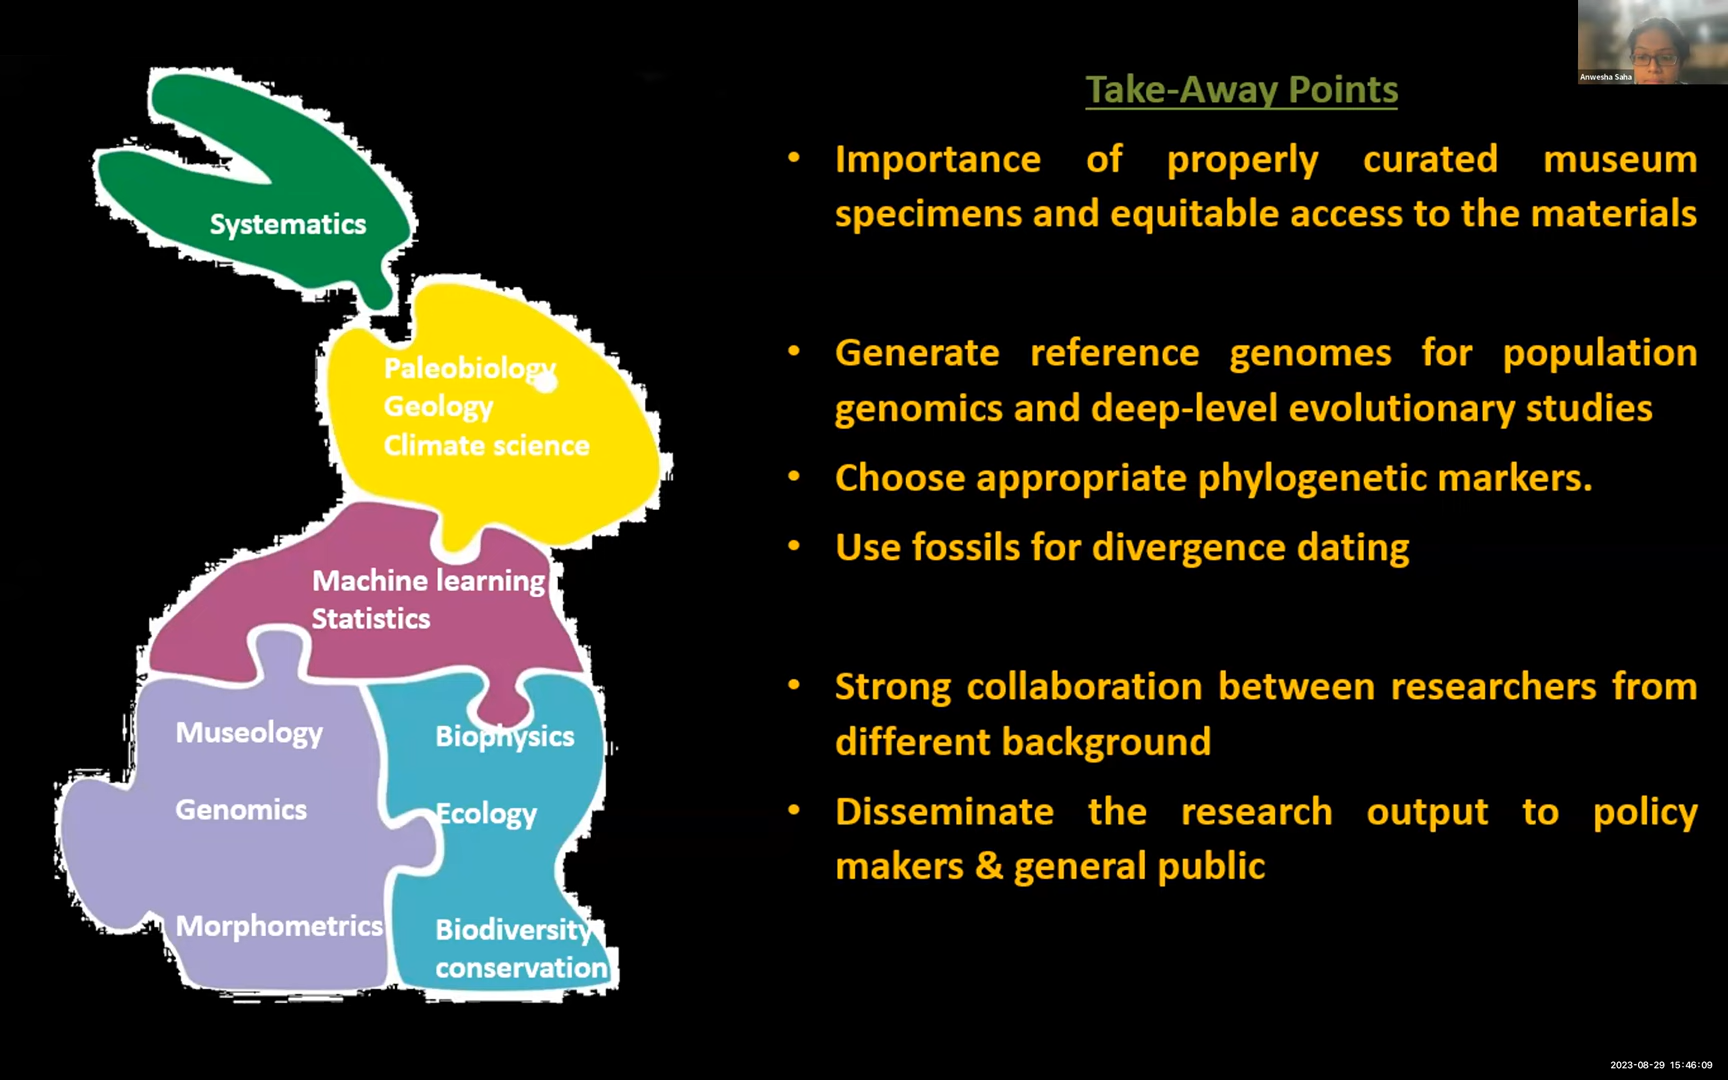 Systematics
Paleobiology
Geology
Climate science
Machine learning
Statistics
Museology
Genomics
Morphometrics
Biophysics
Ecology
Biodiversity
conservation
Take-Away Points
• Importance of properly curated museum
specimens and equitable access to the materials
• Generate reference genomes for population
genomics and deep-level evolutionary studies
• Choose appropriate phylogenetic markers.
• Use fossils for divergence dating
• Strong collaboration between researchers from
different background
• Disseminate the research output to policy
makers & general public
Anwesha Saha
2023-08-29 15:46:09